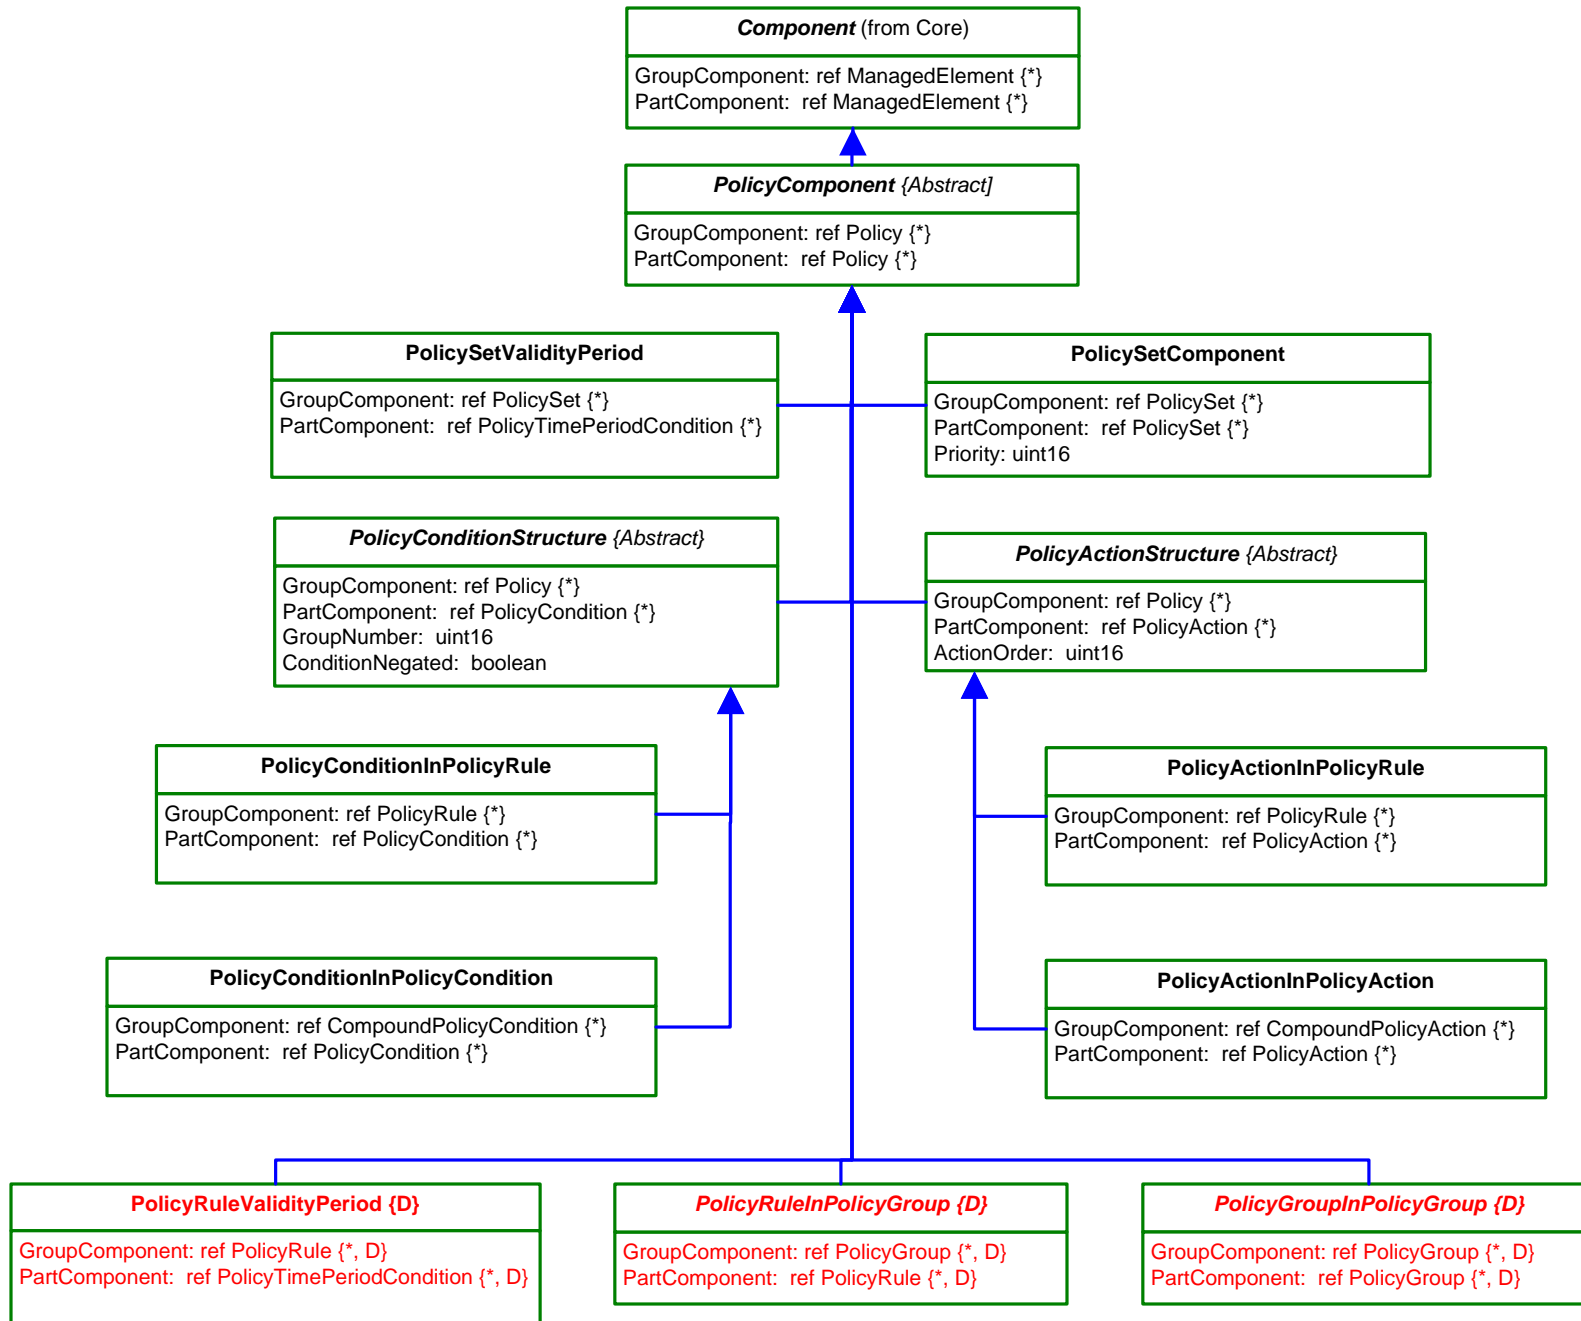 Component (from Core)
GroupComponent: ref ManagedElement {*}
PartComponent:  ref ManagedElement {*}
PolicyComponent {Abstract]
GroupComponent: ref Policy {*}
PartComponent:  ref Policy {*}
PolicySetValidityPeriod
GroupComponent: ref PolicySet {*}
PartComponent:  ref PolicyTimePeriodCondition {*}
PolicySetComponent
GroupComponent: ref PolicySet {*}
PartComponent:  ref PolicySet {*}
Priority: uint16
PolicyConditionStructure {Abstract}
GroupComponent: ref Policy {*}
PartComponent:  ref PolicyCondition {*}
GroupNumber:  uint16
ConditionNegated:  boolean
PolicyActionStructure {Abstract}
GroupComponent: ref Policy {*}
PartComponent:  ref PolicyAction {*}
ActionOrder:  uint16
PolicyConditionInPolicyRule
GroupComponent: ref PolicyRule {*}
PartComponent:  ref PolicyCondition {*}
PolicyActionInPolicyRule
GroupComponent: ref PolicyRule {*}
PartComponent:  ref PolicyAction {*}
PolicyConditionInPolicyCondition
GroupComponent: ref CompoundPolicyCondition {*}
PartComponent:  ref PolicyCondition {*}
PolicyActionInPolicyAction
GroupComponent: ref CompoundPolicyAction {*}
PartComponent:  ref PolicyAction {*}
PolicyRuleValidityPeriod {D}
GroupComponent: ref PolicyRule {*, D}
PartComponent:  ref PolicyTimePeriodCondition {*, D}
PolicyRuleInPolicyGroup {D}
GroupComponent: ref PolicyGroup {*, D}
PartComponent:  ref PolicyRule {*, D}
PolicyGroupInPolicyGroup {D}
GroupComponent: ref PolicyGroup {*, D}
PartComponent:  ref PolicyGroup {*, D}